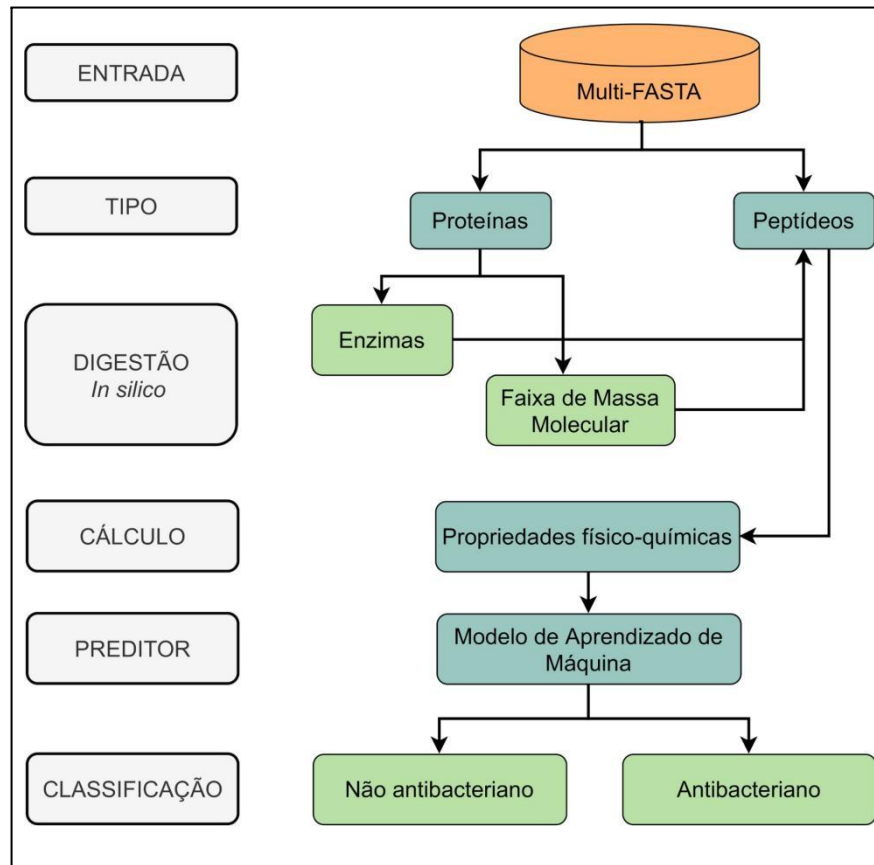 ENTRADA
Multi-FASTA
TIPO
Proteínas
Peptídeos
DIGESTÃO
In silico
Enzimas
Faixa de Massa
Molecular
CÁLCULO
Propriedades físico-químicas
PREDITOR
Modelo de Aprendizado de
Máquina
CLASSIFICAÇÃO
Não antibacteriano
Antibacteriano